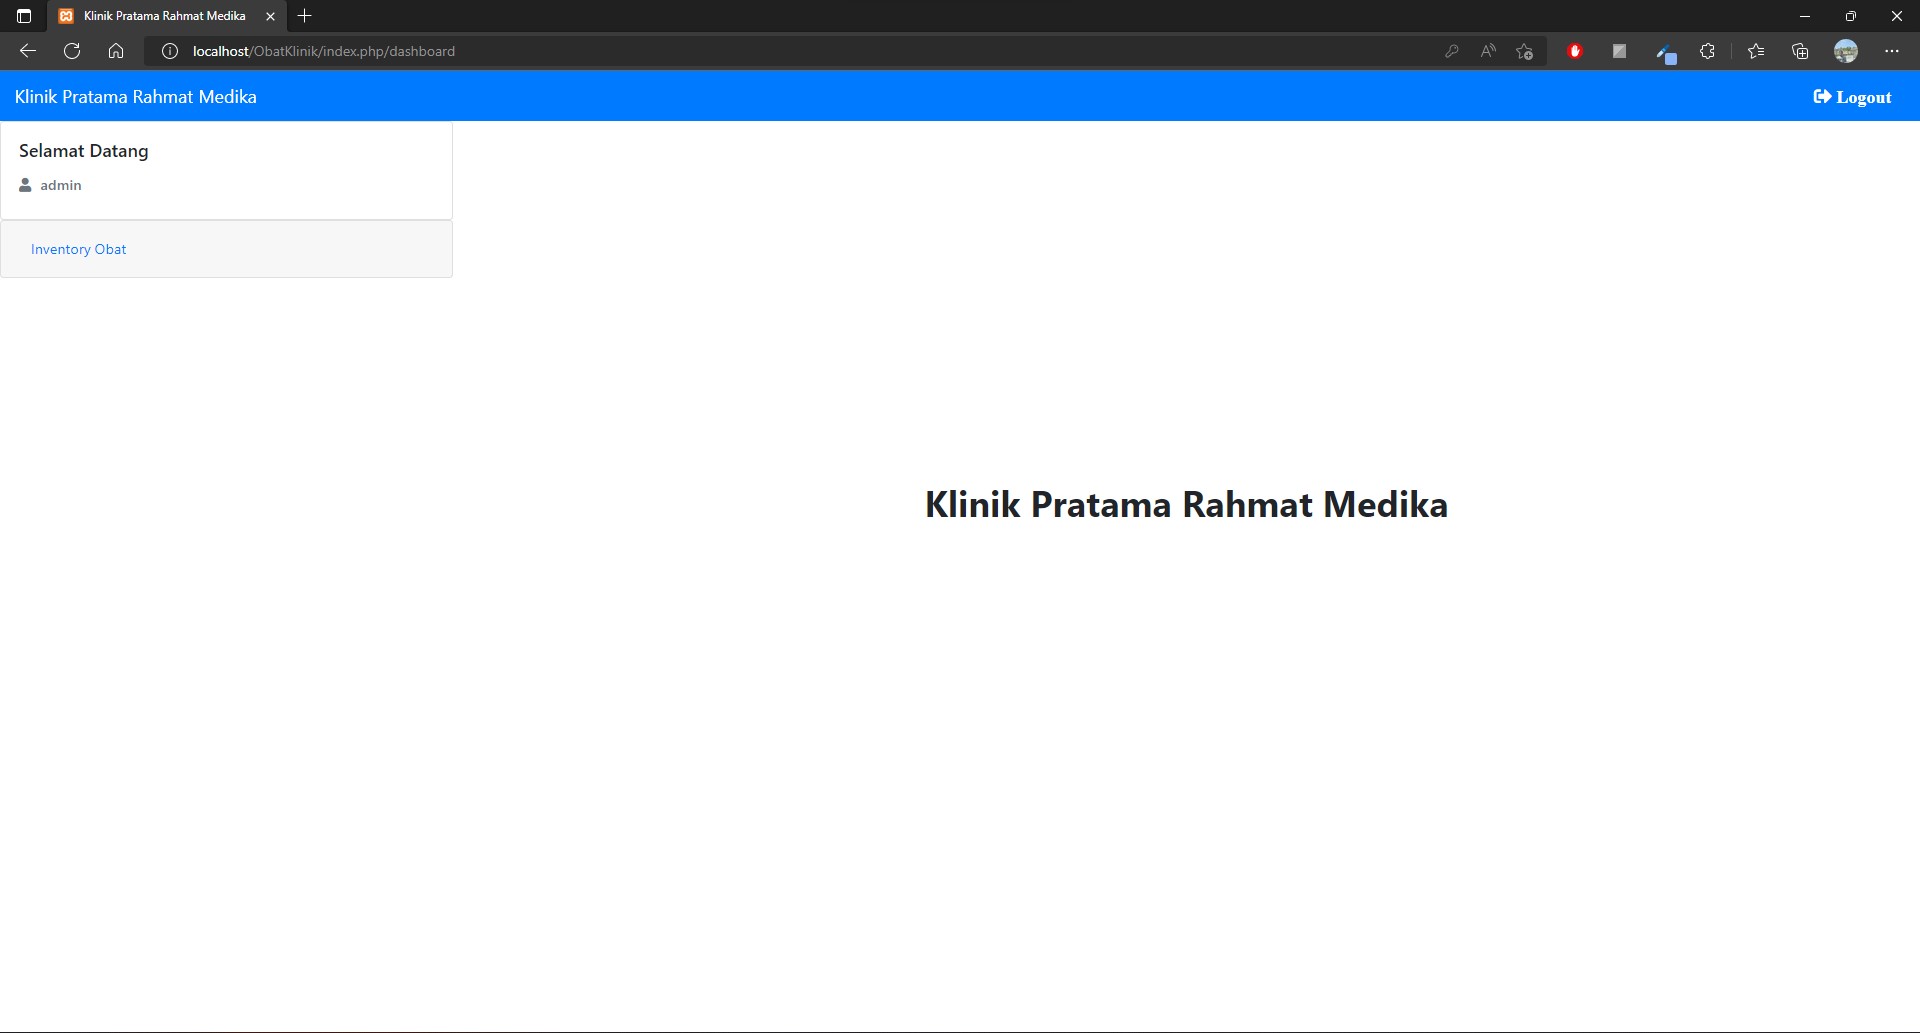 Klinik Pratama Rahmat Medika
localhost/ObatKlinik/index.php/dashboard
Klinik Pratama Rahmat Medika
Logout
Selamat Datang
admin
Inventory Obat
Klinik Pratama Rahmat Medika